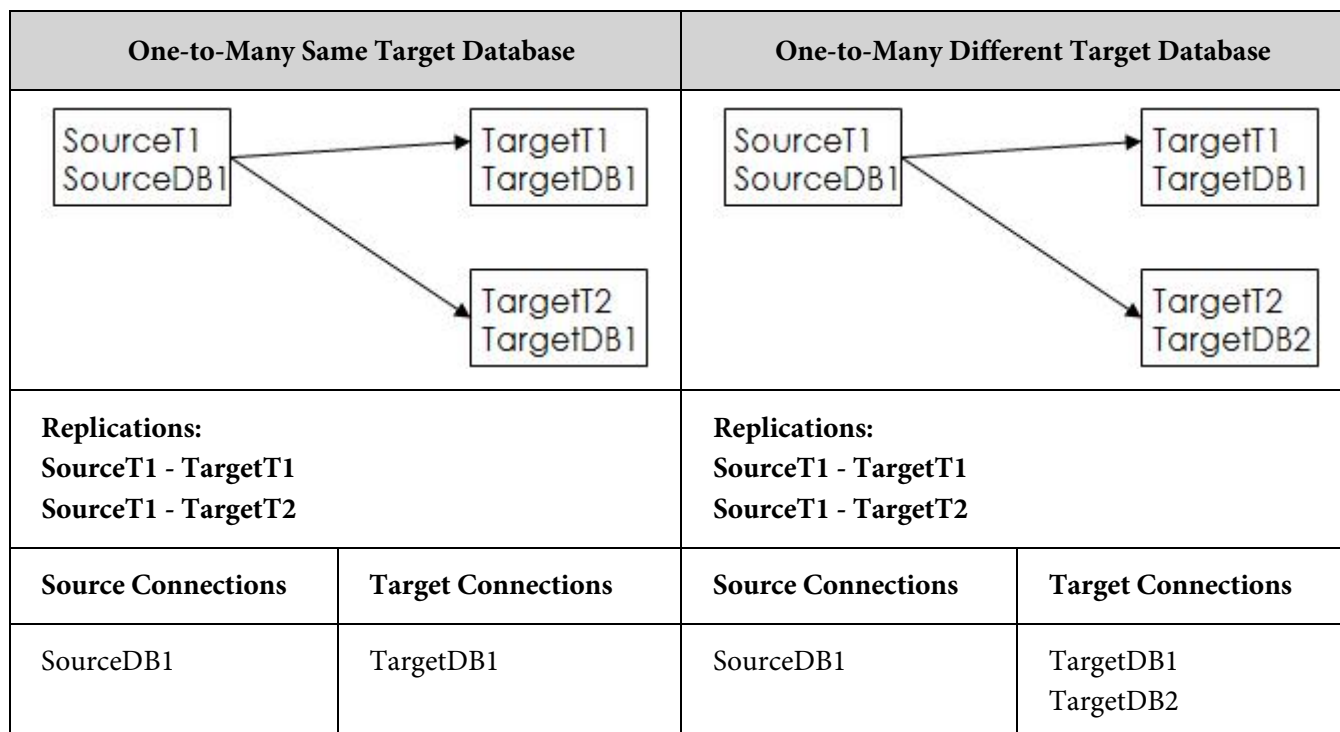 One-to-Many Same Target Database
One-to-Many Different Target Database
SourceT1
SourceDB1
TargetT1
TargetDB1
TargetT2
TargetDB1
SourceT1
SourceDB1
TargetT1
TargetDB1
TargetT2
TargetDB2
Replications:
SourceT1 - TargetT1
SourceT1 - TargetT2
Replications:
SourceT1 - TargetT1
SourceT1 - TargetT2
Source Connections
Target Connections
Source Connections
Target Connections
SourceDB1
TargetDB1
SourceDB1
TargetDB1
TargetDB2